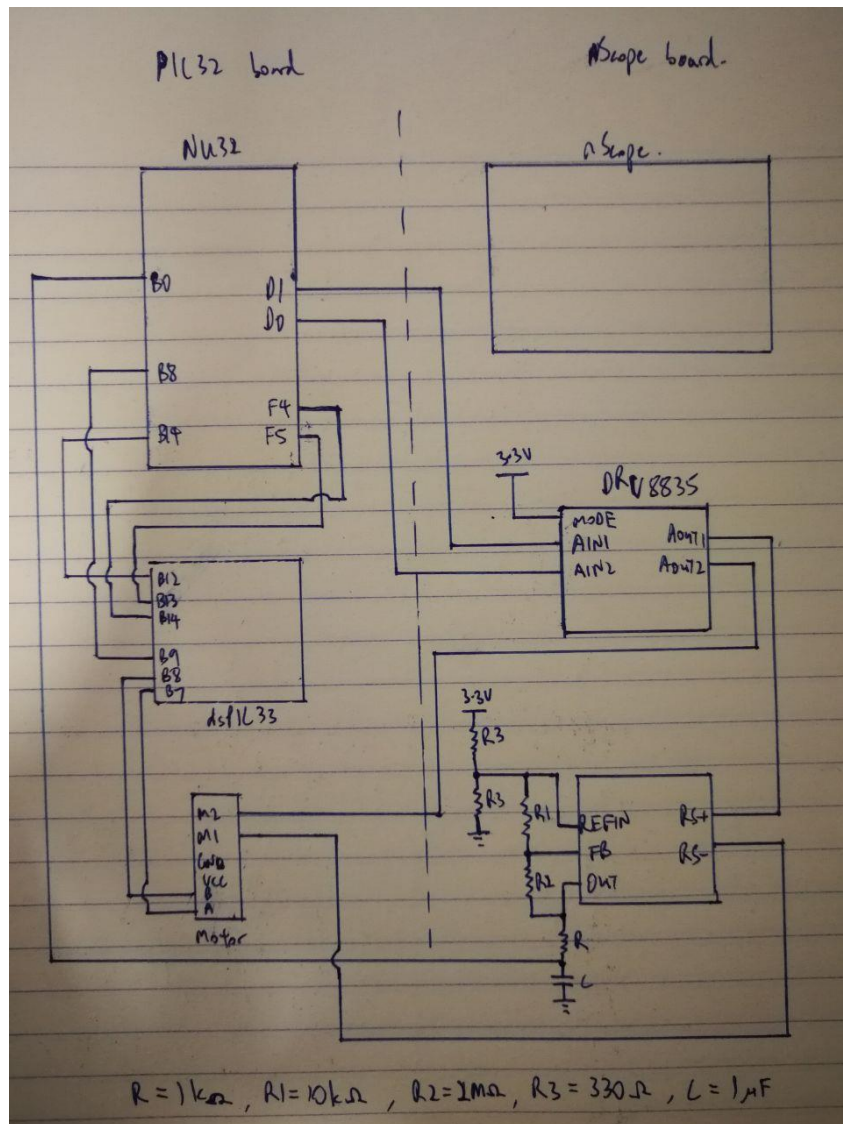 PIC32 board
nScope board.
NU32
nScope.
B0
D1
D0
B8
F4
B14
F5
3.3V
DRV8835
MODE
AIN1
AOUT1
AIN2
AOUT2
B12
B13
B14
B9
B8
B7
dsPIC33
3.3V
R3
R3
R1
REFIN
RS+
FB
RS-
R2
OUT
M2
M1
GND
VCC
B
A
Motor
R
C
R = 1kΩ, R1 = 10kΩ, R2 = 1MΩ, R3 = 330Ω, C = 1μF